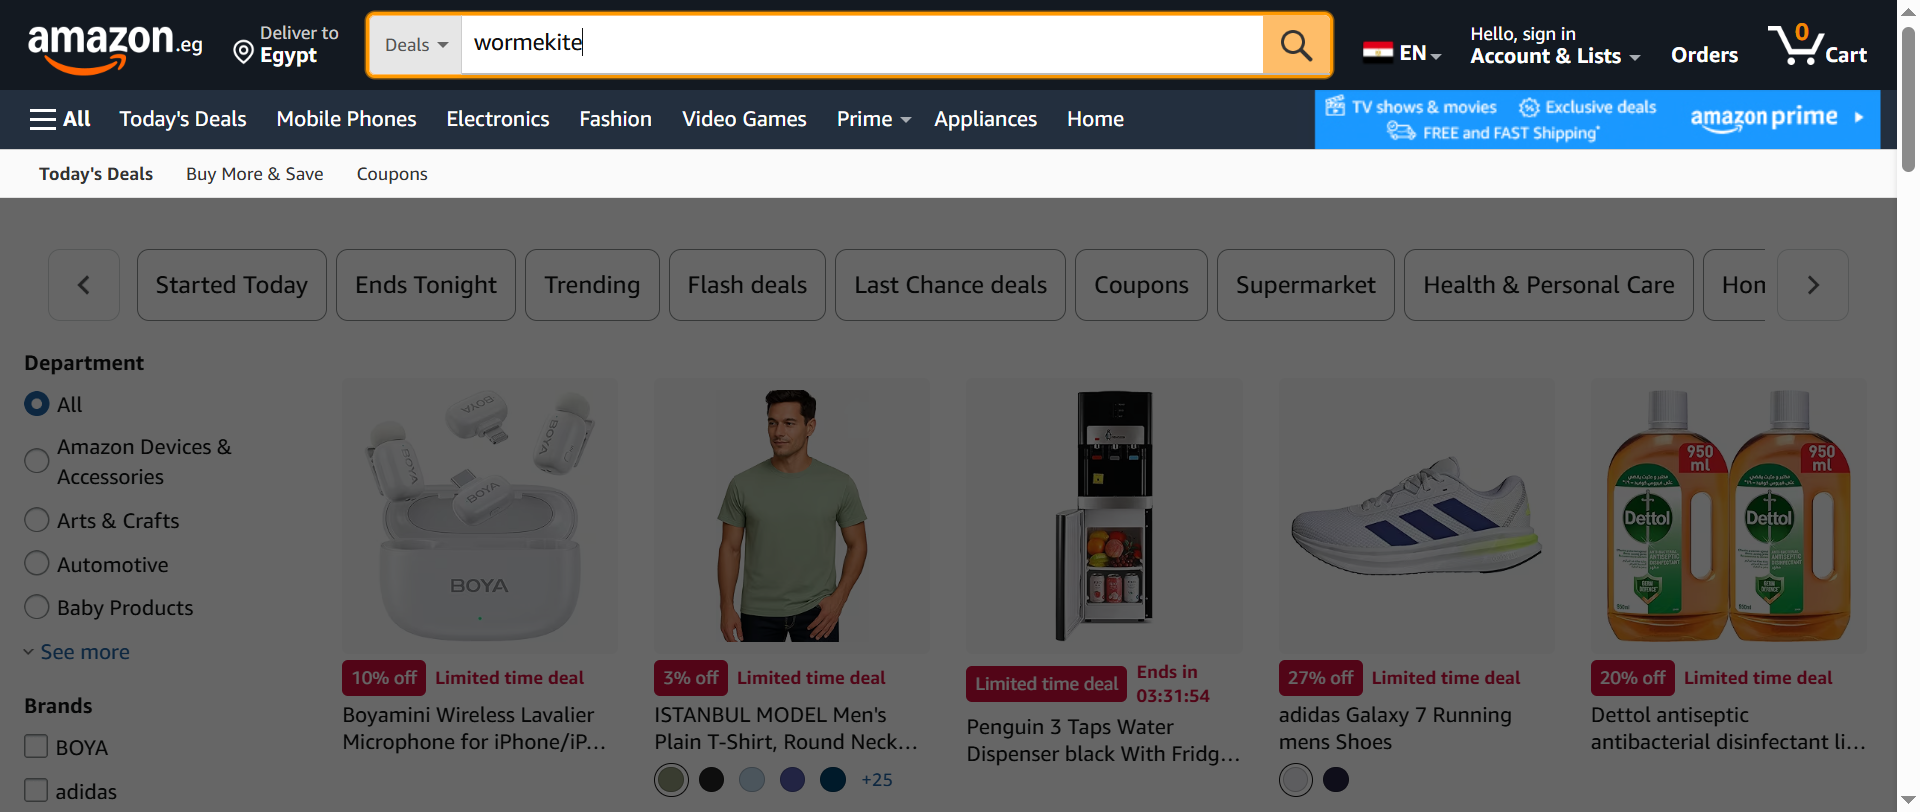 amazon.eg
Deliver to
Egypt
Deals
wormekite
EN
Hello, sign in
Account & Lists
Orders
0
Cart
All
Today's Deals
Mobile Phones
Electronics
Fashion
Video Games
Prime
Appliances
Home
TV shows & movies
Exclusive deals
FREE and FAST Shipping*
amazon prime
Today's Deals
Buy More & Save
Coupons
Started Today
Ends Tonight
Trending
Flash deals
Last Chance deals
Coupons
Supermarket
Health & Personal Care
Hon
Department
All
Amazon Devices &
Accessories
Arts & Crafts
Automotive
Baby Products
See more
Brands
BOYA
adidas
BOYA
BOYA
BOYA
BOYA
BOYA
10% off
Limited time deal
Boyamini Wireless Lavalier
Microphone for iPhone/iP...
3% off
Limited time deal
ISTANBUL MODEL Men's
Plain T-Shirt, Round Neck...
+25
Limited time deal
Ends in
03:31:54
Penguin 3 Taps Water
Dispenser black With Fridg...
27% off
Limited time deal
adidas Galaxy 7 Running
mens Shoes
950
ml
950
ml
Dettol
Dettol
20% off
Limited time deal
Dettol antiseptic
antibacterial disinfectant li...